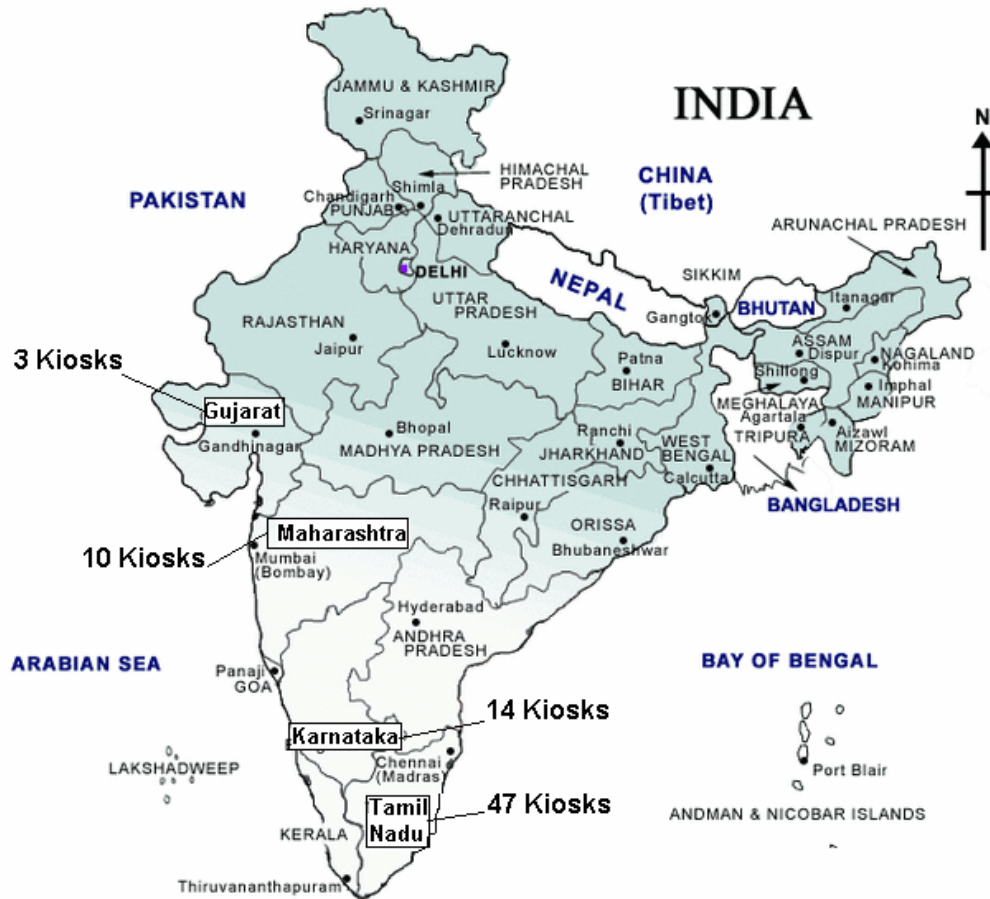 INDIA
N
JAMMU & KASHMIR
Srinagar
HIMACHAL
PRADESH
CHINA
(Tibet)
PAKISTAN
Shimla
Chandigarh
PUNJAB
UTTARANCHAL
Dehradun
ARUNACHAL PRADESH
HARYANA
DELHI
NEPAL
SIKKIM
BHUTAN
Itanagar
Gangtok
UTTAR
PRADESH
RAJASTHAN
Jaipur
Lucknow
ASSAM
Dispur
NAGALAND
Kohima
3 Kiosks
Patna
BIHAR
Shillong
Imphal
MANIPUR
MEGHALAYA
Agartala
TRIPURA
Aizawl
MIZORAM
Gujarat
Gandhinagar
Bhopal
MADHYA PRADESH
Ranchi
JHARKHAND
WEST
BENGAL
Calcutta
CHHATTISGARH
Raipur
BANGLADESH
ORISSA
Bhubaneshwar
Maharashtra
10 Kiosks
Mumbai
(Bombay)
Hyderabad
ANDHRA
PRADESH
ARABIAN SEA
Panaji
GOA
BAY OF BENGAL
14 Kiosks
Karnataka
Chennai
(Madras)
LAKSHADWEEP
Port Blair
Tamil
Nadu
47 Kiosks
KERALA
ANDMAN & NICOBAR ISLANDS
Thiruvananthapuram